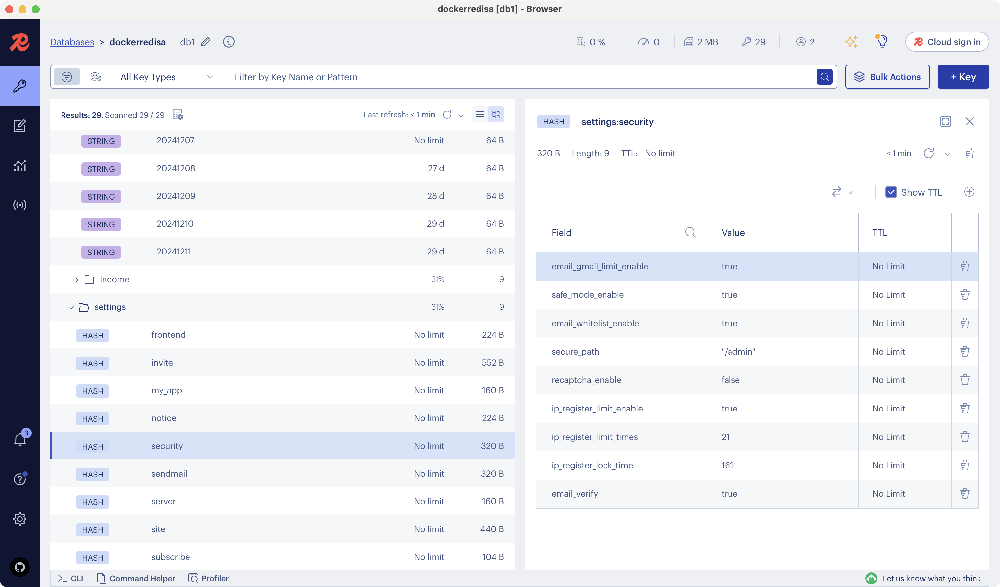 dockerredisa [db1] - Browser
Databases > dockerredisa db1
0 % 0 2 MB 29 2 Cloud sign in
All Key Types Filter by Key Name or Pattern Bulk Actions + Key
Results: 29. Scanned 29 / 29 Last refresh: < 1 min
STRING 20241207 No limit 64 B
STRING 20241208 27 d 64 B
STRING 20241209 28 d 64 B
STRING 20241210 29 d 64 B
STRING 20241211 29 d 64 B
income 31% 9
settings 31% 9
HASH frontend No limit 224 B
HASH invite No limit 552 B
HASH my_app No limit 160 B
HASH notice No limit 224 B
HASH security No limit 320 B
HASH sendmail No limit 320 B
HASH server No limit 160 B
HASH site No limit 440 B
HASH subscribe No limit 104 B
HASH settings:security
320 B Length: 9 TTL: No limit < 1 min
Show TTL
Field Value TTL
email_gmail_limit_enable true No Limit
safe_mode_enable true No Limit
email_whitelist_enable true No Limit
secure_path "/admin" No Limit
recaptcha_enable false No Limit
ip_register_limit_enable true No Limit
ip_register_limit_times 21 No Limit
ip_register_lock_time 161 No Limit
email_verify true No Limit
3
>_ CLI Command Helper Profiler Let us know what you think